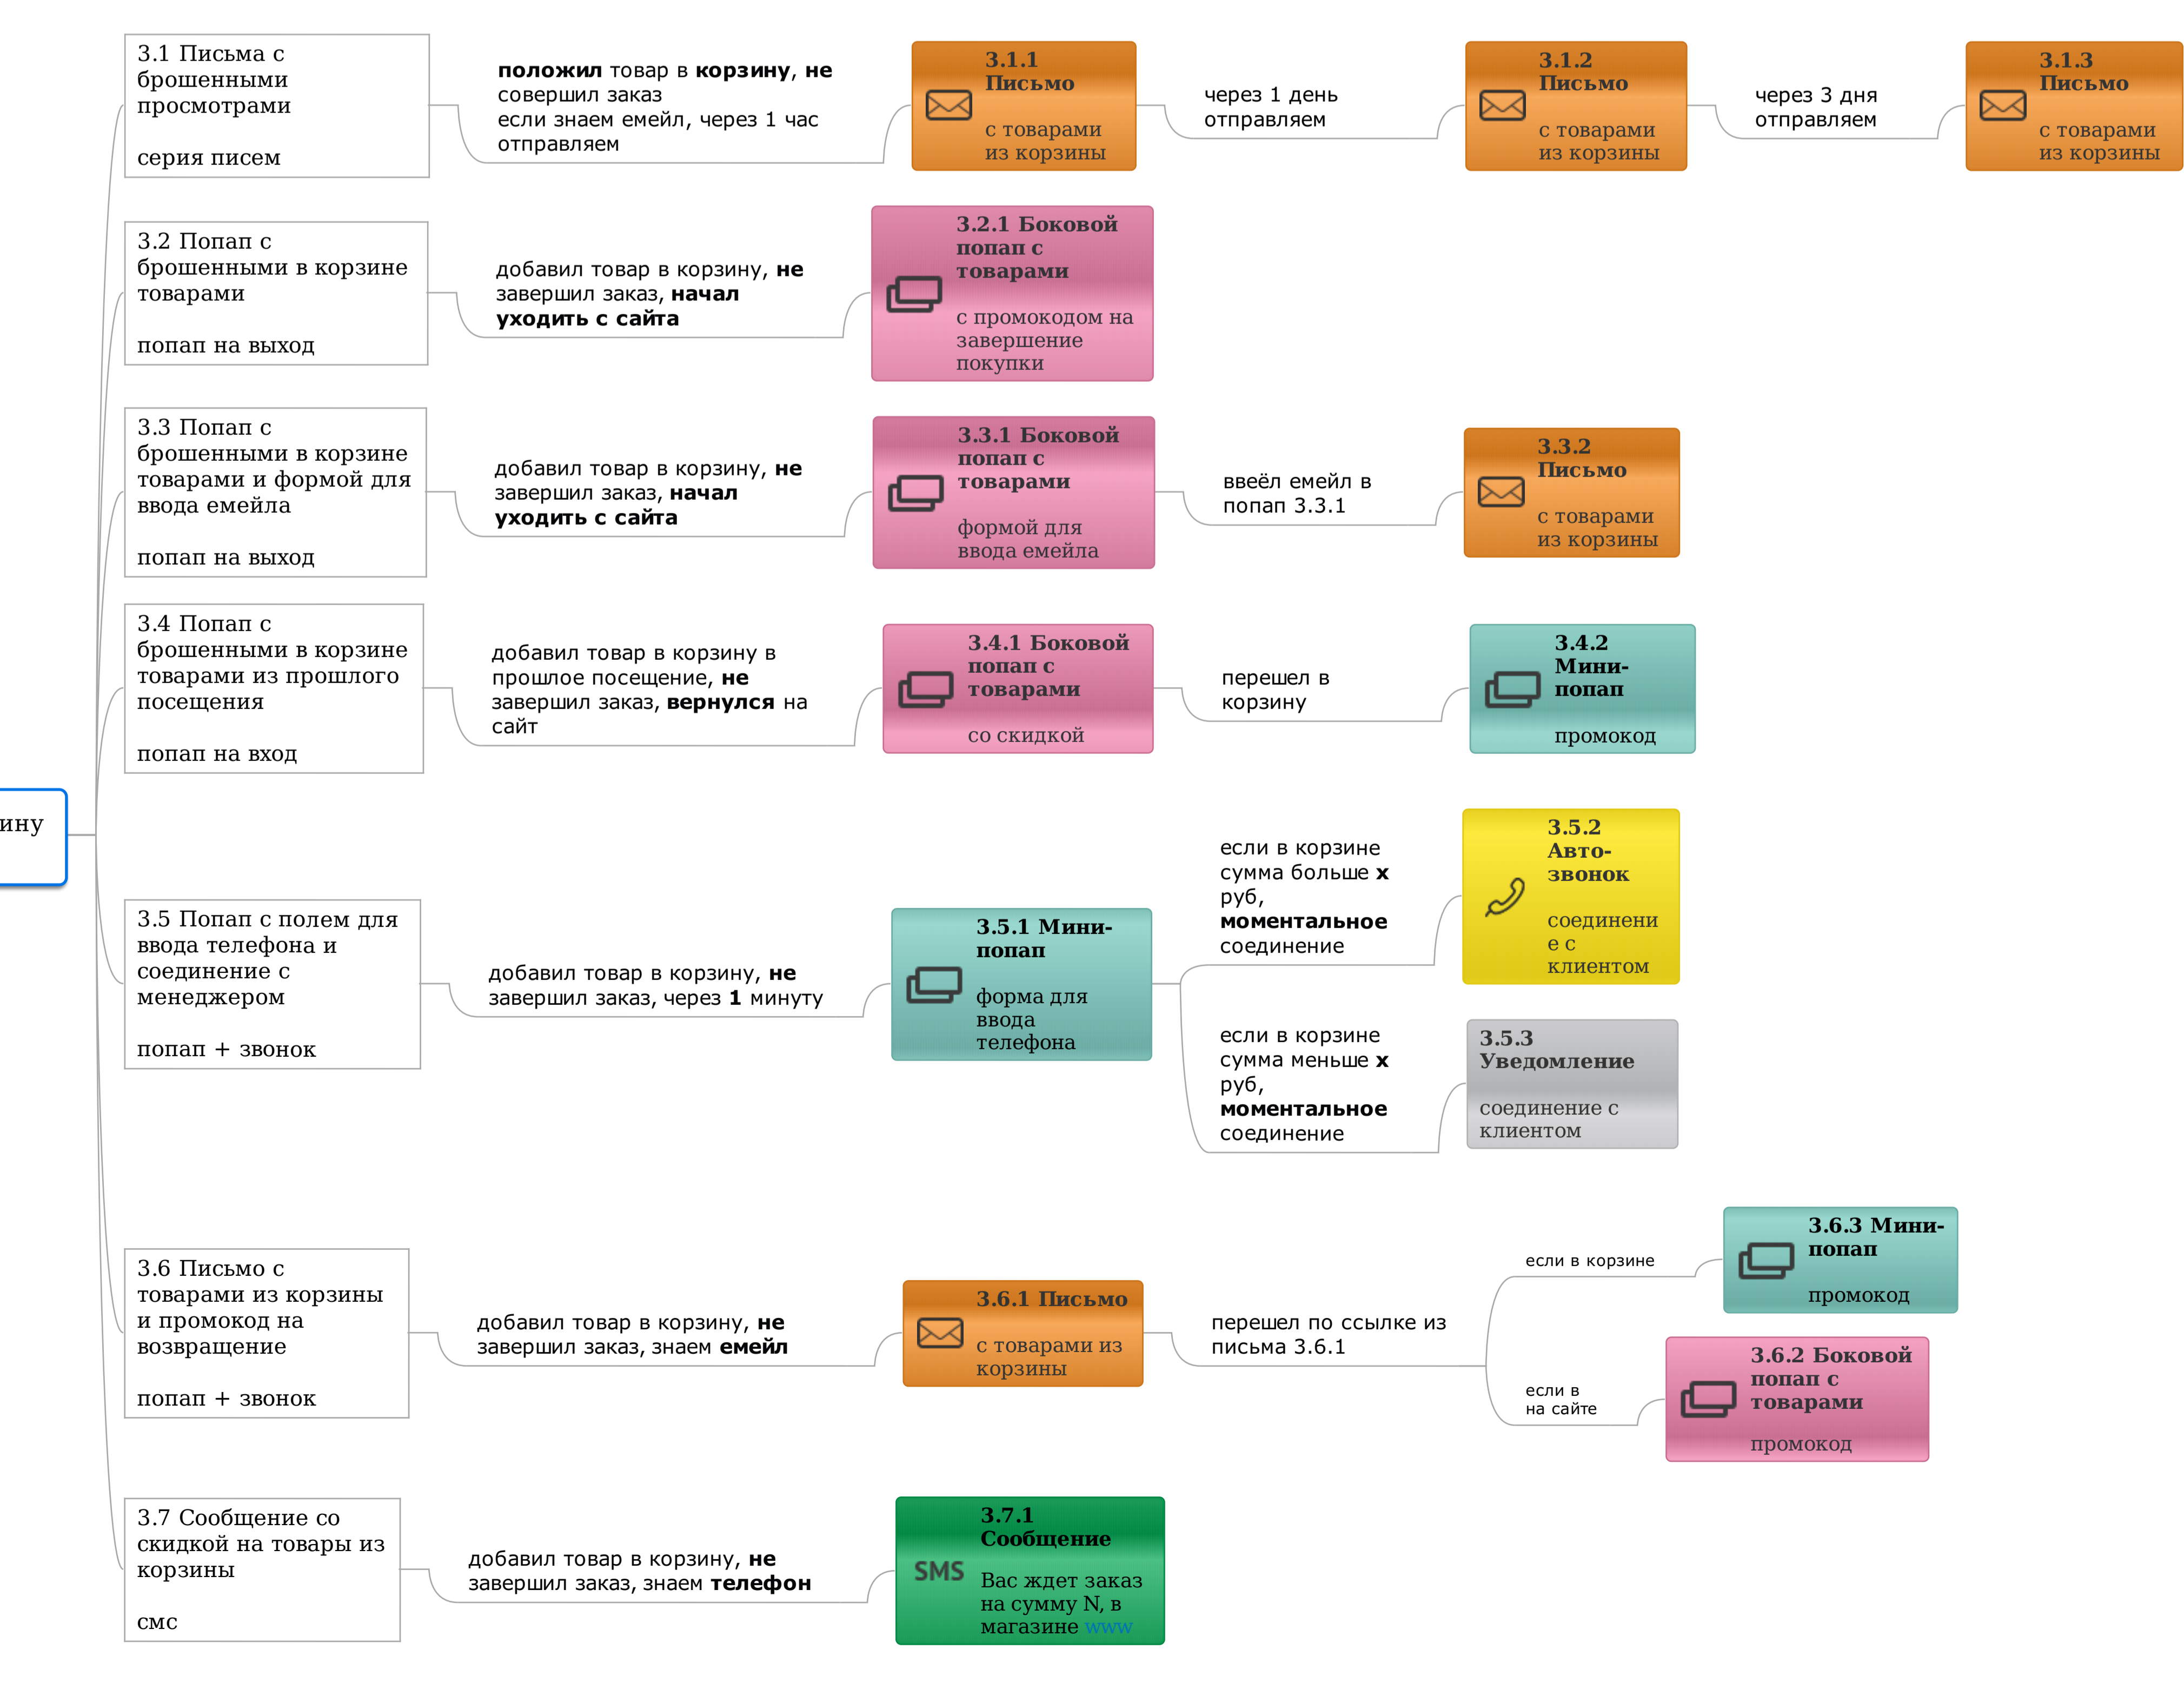 3.1 Письма с
брошенными
просмотрами
серия писем
положил товар в корзину, не
совершил заказ
если знаем емейл, через 1 час
отправляем
3.1.1
Письмо
с товарами
из корзины
через 1 день
отправляем
3.1.2
Письмо
с товарами
из корзины
через 3 дня
отправляем
3.1.3
Письмо
с товарами
из корзины
3.2 Попап с
брошенными в корзине
товарами
попап на выход
добавил товар в корзину, не
завершил заказ, начал
уходить с сайта
3.2.1 Боковой
попап с
товарами
с промокодом на
завершение
покупки
3.3 Попап с
брошенными в корзине
товарами и формой для
ввода емейла
попап на выход
добавил товар в корзину, не
завершил заказ, начал
уходить с сайта
3.3.1 Боковой
попап с
товарами
формой для
ввода емейла
ввеёл емейл в
попап 3.3.1
3.3.2
Письмо
с товарами
из корзины
3.4 Попап с
брошенными в корзине
товарами из прошлого
посещения
попап на вход
добавил товар в корзину в
прошлое посещение, не
завершил заказ, вернулся на
сайт
3.4.1 Боковой
попап с
товарами
со скидкой
перешел в
корзину
3.4.2
Мини-
попап
промокод
ину
3.5 Попап с полем для
ввода телефона и
соединение с
менеджером
попап + звонок
добавил товар в корзину, не
завершил заказ, через 1 минуту
3.5.1 Мини-
попап
форма для
ввода
телефона
если в корзине
сумма больше x
руб,
моментальное
соединение
3.5.2
Авто-
звонок
соединени
е с
клиентом
если в корзине
сумма меньше x
руб,
моментальное
соединение
3.5.3
Уведомление
соединение с
клиентом
3.6 Письмо с
товарами из корзины
и промокод на
возвращение
попап + звонок
добавил товар в корзину, не
завершил заказ, знаем емейл
3.6.1 Письмо
с товарами из
корзины
перешел по ссылке из
письма 3.6.1
если в корзине
3.6.3 Мини-
попап
промокод
если в
на сайте
3.6.2 Боковой
попап с
товарами
промокод
3.7 Сообщение со
скидкой на товары из
корзины
смс
добавил товар в корзину, не
завершил заказ, знаем телефон
SMS
3.7.1
Сообщение
Вас ждет заказ
на сумму N, в
магазине www